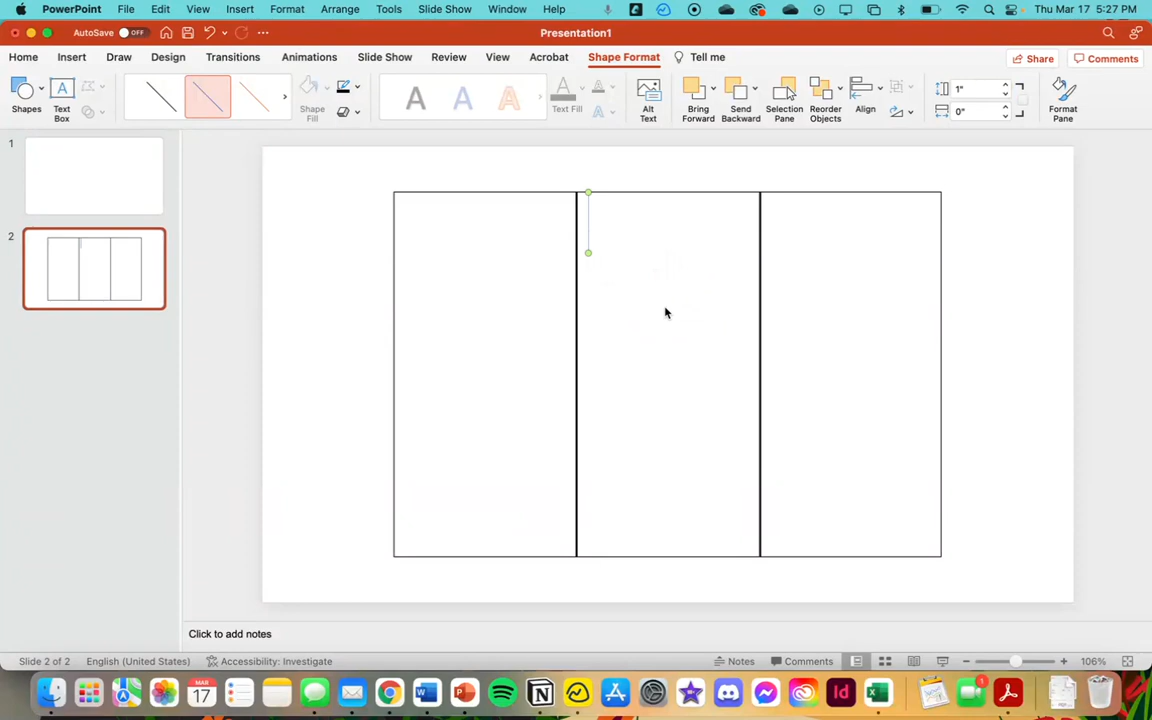 PowerPoint File Edit View Insert Format Arrange Tools Slide Show Window Help Thu Mar 17 5:27 PM
AutoSave OFF Presentation1
Home Insert Draw Design Transitions Animations Slide Show Review View Acrobat Shape Format Tell me Share Comments
Shapes Text Box Shape Fill A A A Text Fill Alt Text Bring Forward Send Backward Selection Pane Reorder Objects Align 1" 0" Format Pane
1
2
Click to add notes
Slide 2 of 2 English (United States) Accessibility: Investigate Notes Comments 106%
MAR
17